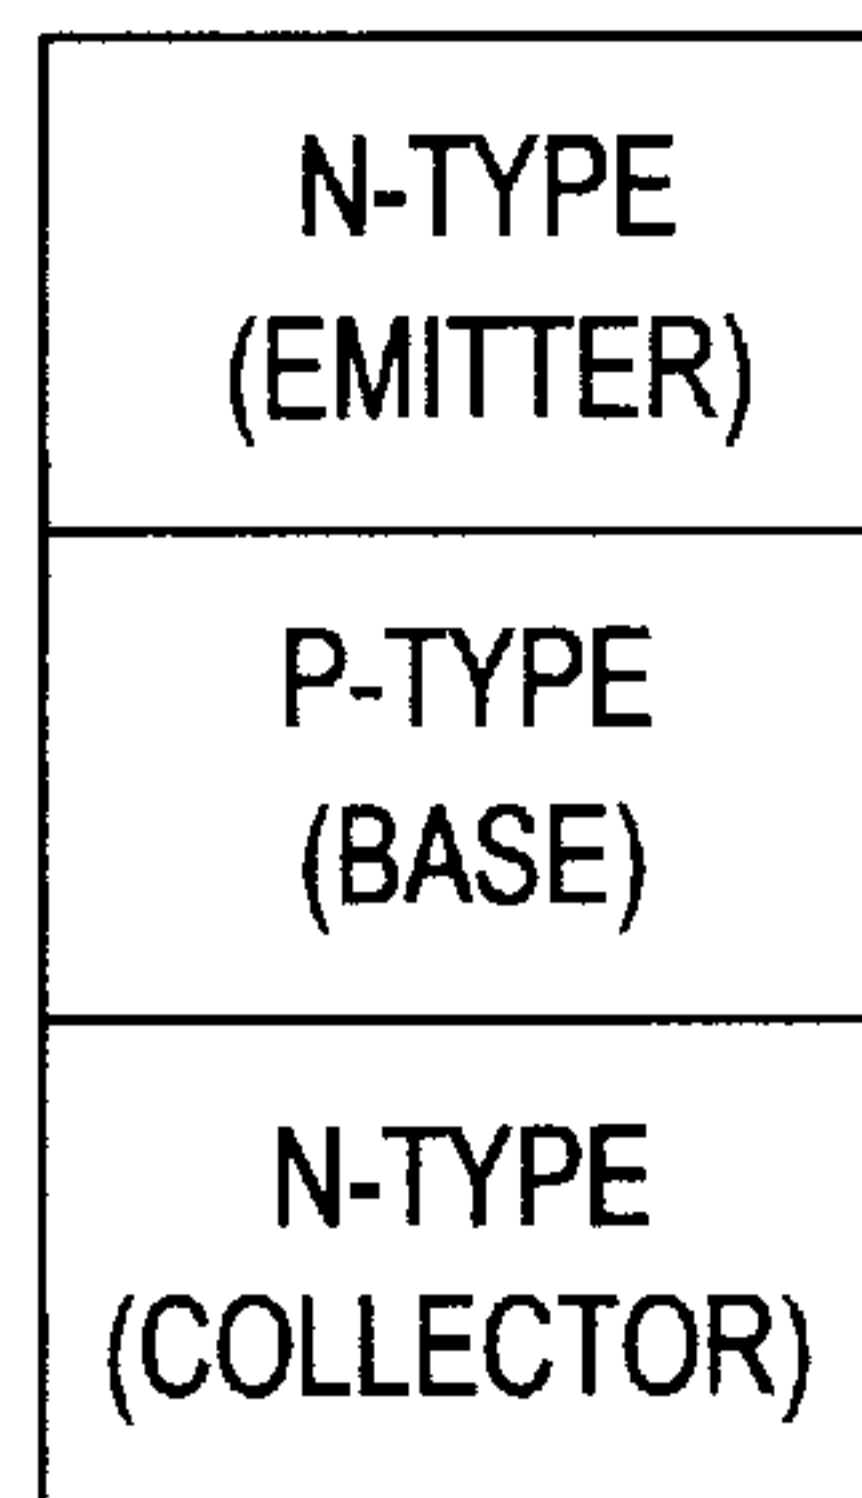 N-TYPE
(EMITTER)
P-TYPE
(BASE)
N-TYPE
(COLLECTOR)